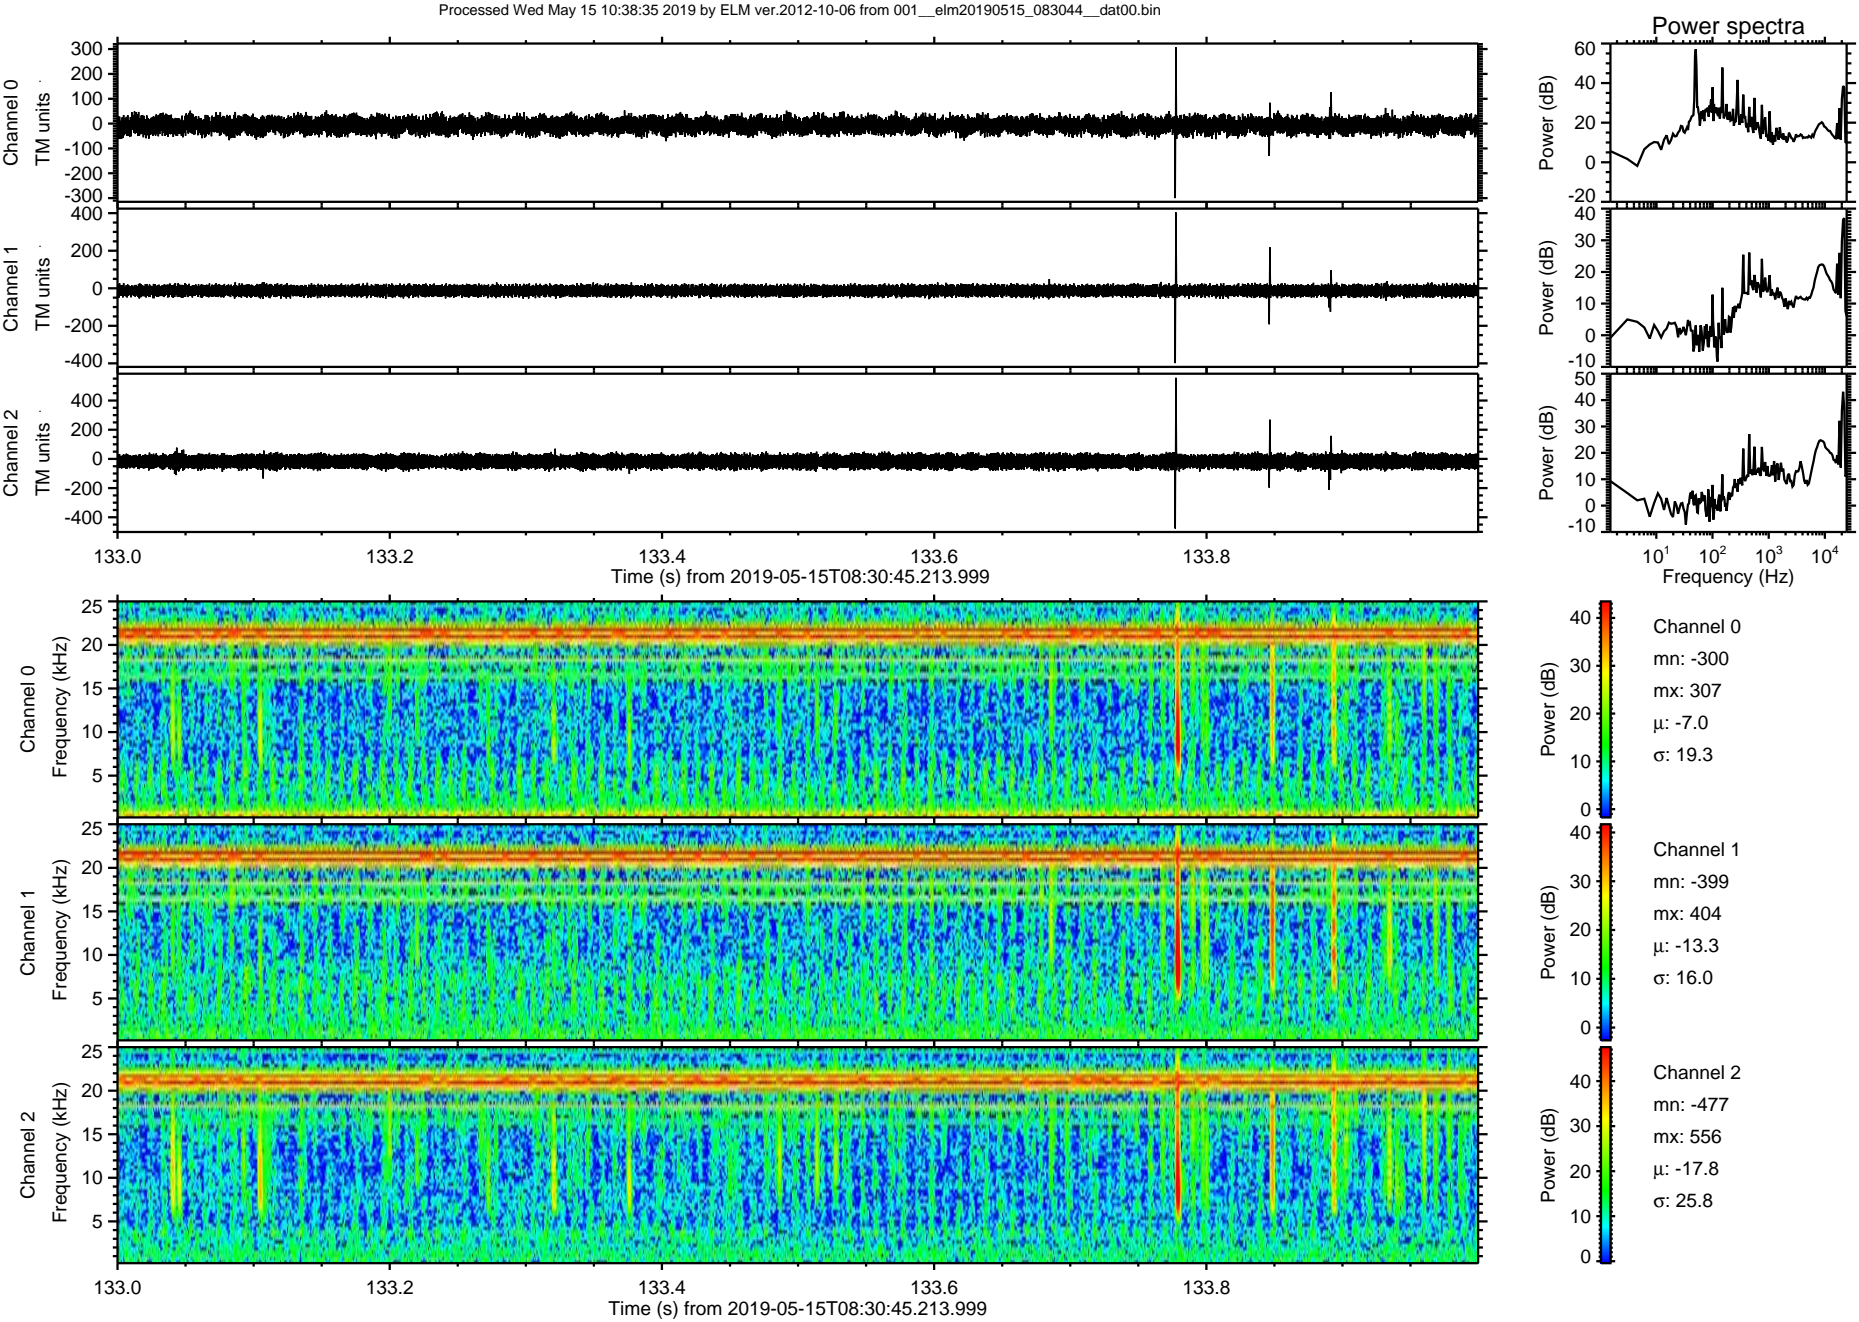 Processed Wed May 15 10:38:35 2019 by ELM ver.2012-10-06 from 001__elm20190515_083044__dat00.bin
Power spectra
Channel 0
TM units
300
200
100
0
-100
-200
-300
Power (dB)
60
40
20
0
-20
Channel 1
TM units
400
200
0
-200
-400
Power (dB)
40
30
20
10
0
-10
Channel 2
TM units
400
200
0
-200
-400
Power (dB)
50
40
30
20
10
0
-10
133.0 133.2 133.4 133.6 133.8
Time (s) from 2019-05-15T08:30:45.213.999
10¹ 10² 10³ 10⁴
Frequency (Hz)
Channel 0
Frequency (kHz)
25
20
15
10
5
Power (dB)
40
30
20
10
0
Channel 0
mn: -300
mx: 307
μ: -7.0
σ: 19.3
Channel 1
Frequency (kHz)
25
20
15
10
5
Power (dB)
40
30
20
10
0
Channel 1
mn: -399
mx: 404
μ: -13.3
σ: 16.0
Channel 2
Frequency (kHz)
25
20
15
10
5
Power (dB)
40
30
20
10
0
Channel 2
mn: -477
mx: 556
μ: -17.8
σ: 25.8
133.0 133.2 133.4 133.6 133.8
Time (s) from 2019-05-15T08:30:45.213.999